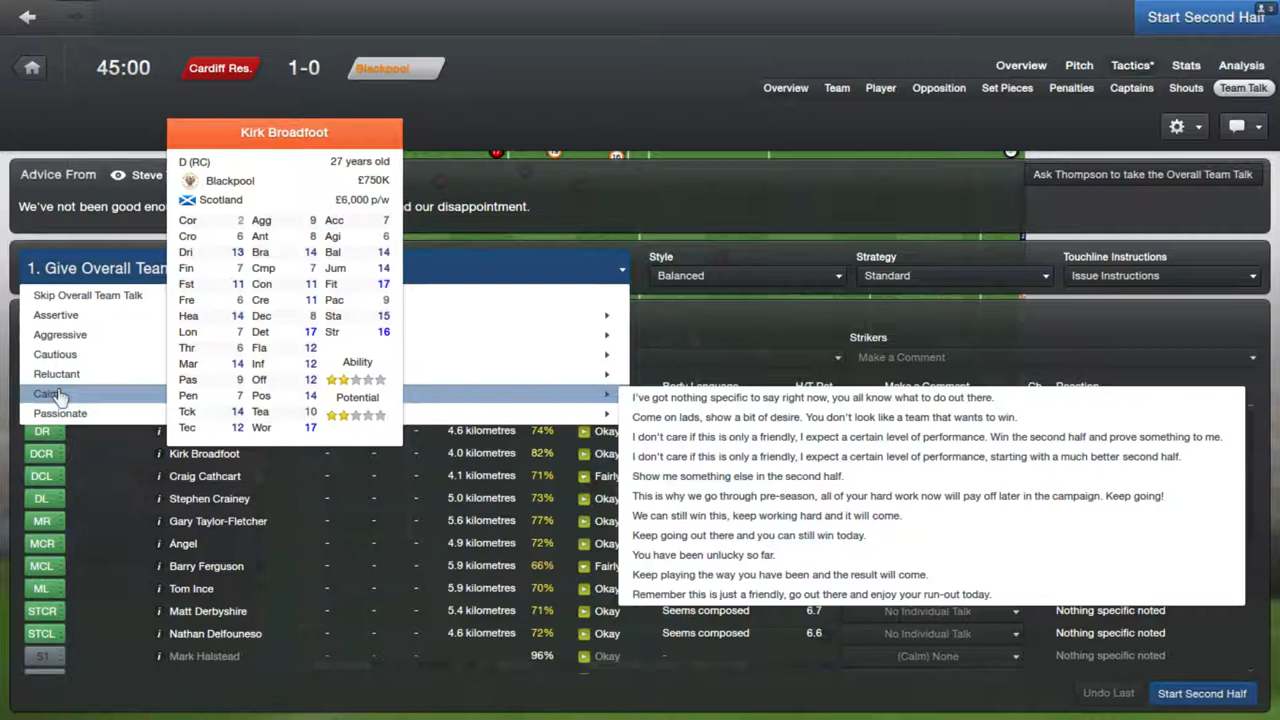 3
Start Second Half
45:00 Cardiff Res. 1-0 Blackpool
Overview Pitch Tactics* Stats Analysis
Overview Team Player Opposition Set Pieces Penalties Captains Shouts Team Talk
Kirk Broadfoot
D (RC) 27 years old
Blackpool £750K
Scotland £6,000 p/w
Cor 2 Agg 9 Acc 7
Cro 6 Ant 8 Agi 6
Dri 13 Bra 14 Bal 14
Fin 7 Cmp 7 Jum 14
Fst 11 Con 11 Fit 17
Fre 6 Cre 11 Pac 9
Hea 14 Dec 8 Sta 15
Lon 7 Det 17 Str 16
Thr 6 Fla 12
Mar 14 Inf 12 Ability
Pas 9 Off 12
Pen 7 Pos 14 Potential
Tck 14 Tea 10
Tec 12 Wor 17
Advice From Steve
Ask Thompson to take the Overall Team Talk
We've not been good eno d our disappointment.
1. Give Overall Team
Style Strategy Touchline Instructions
Balanced Standard Issue Instructions
Skip Overall Team Talk
Assertive
Aggressive
Cautious
Reluctant
Calm
Passionate
Strikers
Make a Comment
Body Language H/T Rat Make a Comment Ch Reaction
I've got nothing specific to say right now, you all know what to do out there.
Come on lads, show a bit of desire. You don't look like a team that wants to win.
I don't care if this is only a friendly, I expect a certain level of performance. Win the second half and prove something to me.
I don't care if this is only a friendly, I expect a certain level of performance, starting with a much better second half.
Show me something else in the second half.
This is why we go through pre-season, all of your hard work now will pay off later in the campaign. Keep going!
We can still win this, keep working hard and it will come.
Keep going out there and you can still win today.
You have been unlucky so far.
Keep playing the way you have been and the result will come.
Remember this is just a friendly, go out there and enjoy your run-out today.
DR i - 4.6 kilometres 74% Okay
DCR i Kirk Broadfoot - - - 4.0 kilometres 82% Okay
DCL i Craig Cathcart - - - 4.1 kilometres 71% Fairly
DL i Stephen Crainey - - - 5.0 kilometres 73% Okay
MR i Gary Taylor-Fletcher - - - 5.6 kilometres 77% Okay
MCR i Ángel - - - 4.9 kilometres 72% Okay
MCL i Barry Ferguson - - - 5.9 kilometres 66% Fairly
ML i Tom Ince - - - 5.9 kilometres 70% Okay
STCR i Matt Derbyshire - - - 5.4 kilometres 71% Okay Seems composed 6.7 No Individual Talk Nothing specific noted
STCL i Nathan Delfouneso - - - 4.6 kilometres 72% Okay Seems composed 6.6 No Individual Talk Nothing specific noted
S1 i Mark Halstead - - - 96% Okay - (Calm) None Nothing specific noted
Undo Last Start Second Half